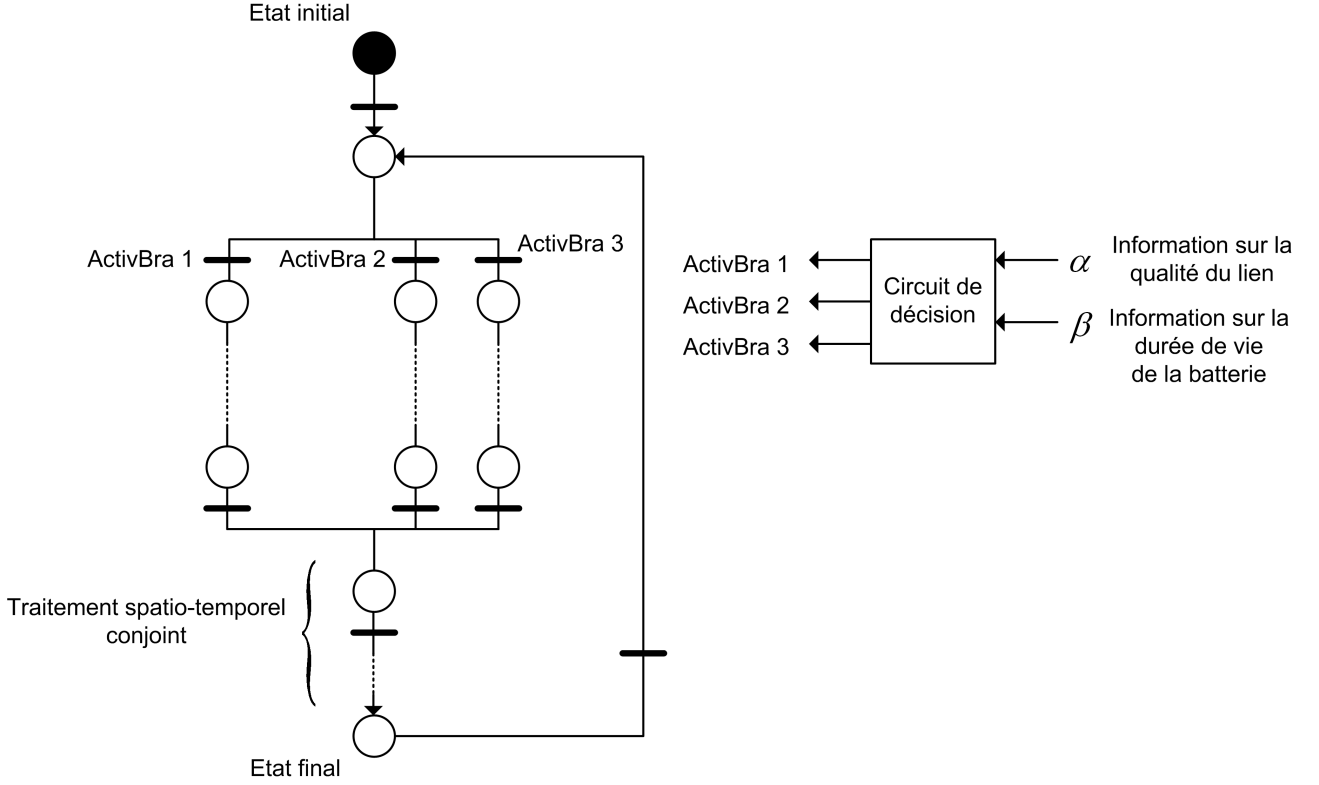 Etat initial
ActivBra 1
ActivBra 2
ActivBra 3
Traitement spatio-temporel
conjoint
Etat final
ActivBra 1
ActivBra 2
ActivBra 3
Circuit de
décision
α
Information sur la
qualité du lien
β
Information sur la
durée de vie
de la batterie